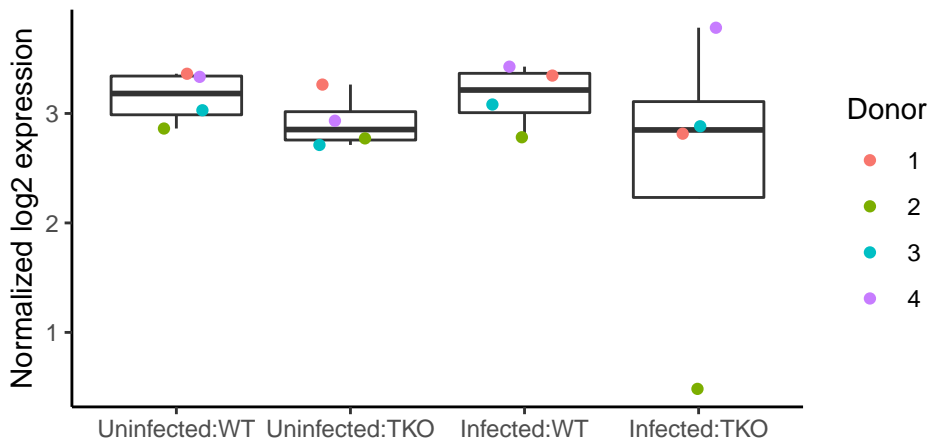 Normalized log2 expression
3
2
1
Uninfected:WT
Uninfected:TKO
Infected:WT
Infected:TKO
Donor
1
2
3
4